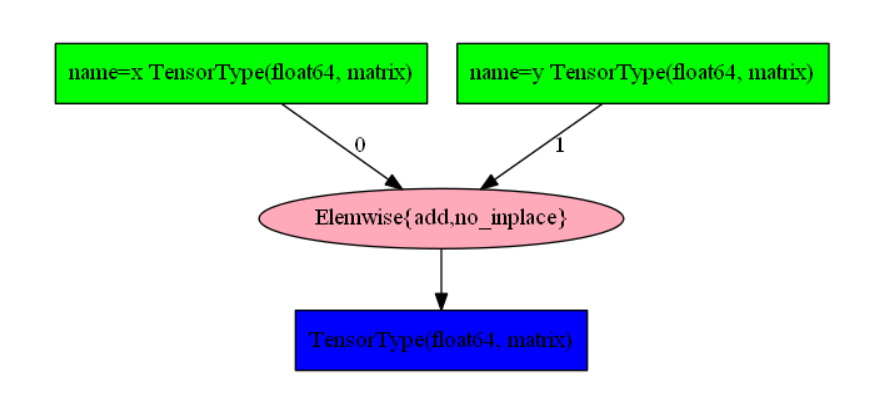 name=x TensorType(float64, matrix)
name=y TensorType(float64, matrix)
0
1
Elemwise{add,no_inplace}
TensorType(float64, matrix)